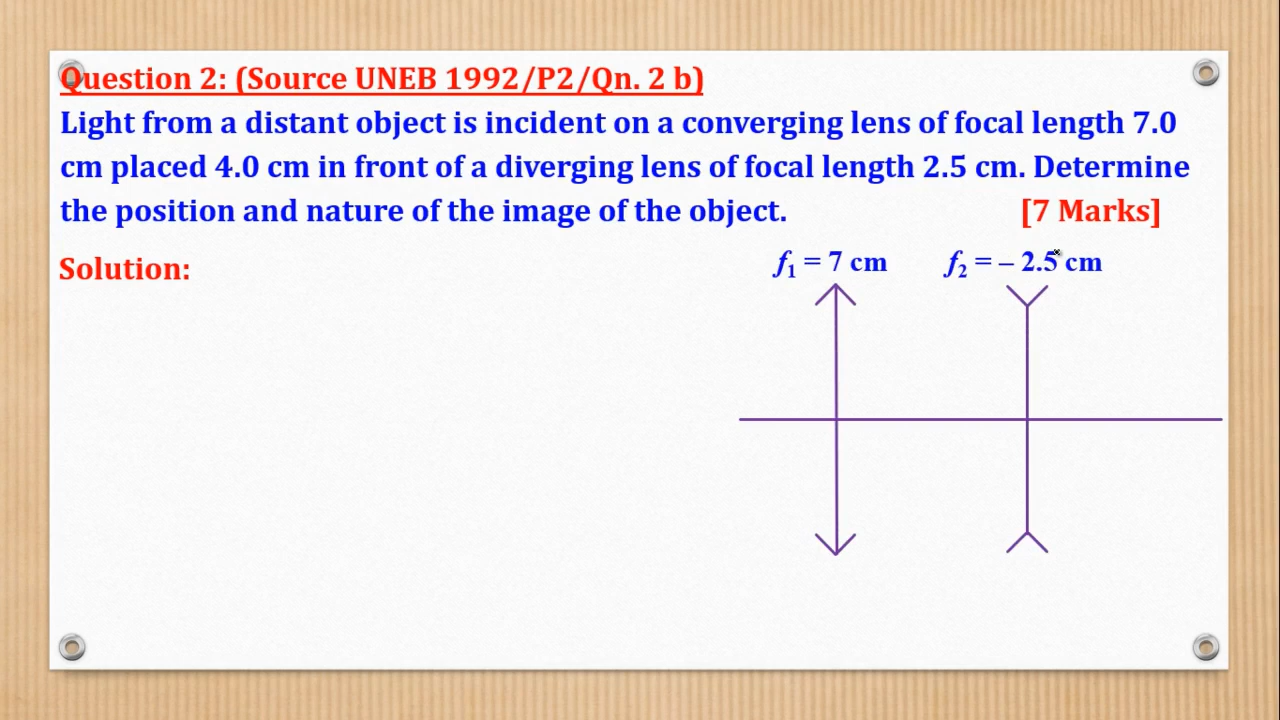 Question 2: (Source UNEB 1992/P2/Qn. 2 b)
Light from a distant object is incident on a converging lens of focal length 7.0
cm placed 4.0 cm in front of a diverging lens of focal length 2.5 cm. Determine
the position and nature of the image of the object. [7 Marks]
Solution:
f₁ = 7 cm f₂ = – 2.5 cm